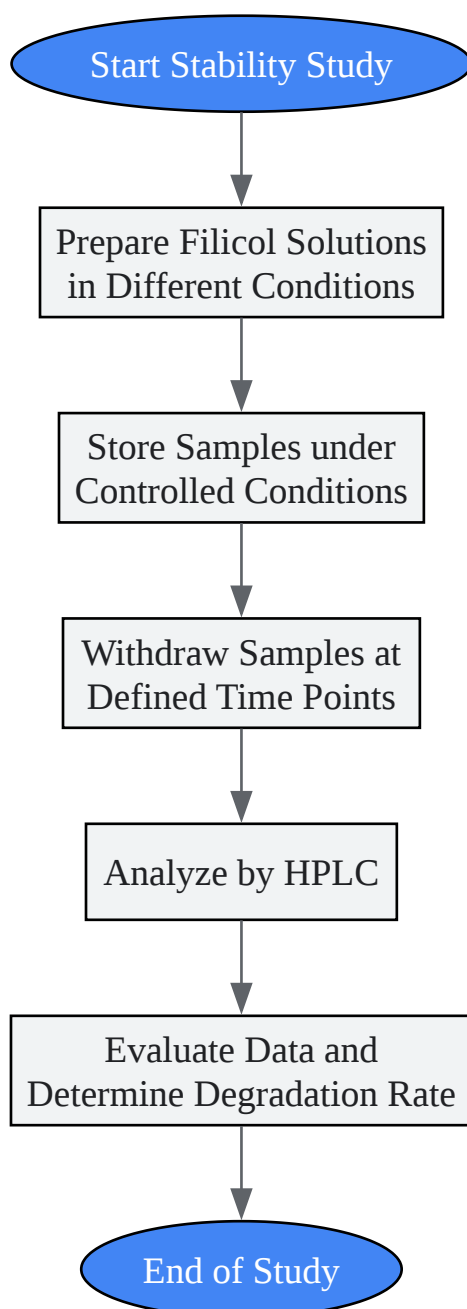 Start Stability Study
Prepare Filicol Solutions
in Different Conditions
Store Samples under
Controlled Conditions
Withdraw Samples at
Defined Time Points
Analyze by HPLC
Evaluate Data and
Determine Degradation Rate
End of Study